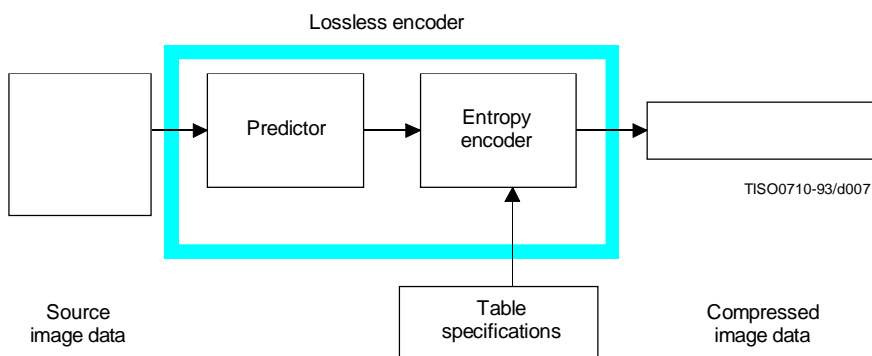 Lossless encoder
Predictor
Entropy
encoder
TISO0710-93/d007
Source
image data
Table
specifications
Compressed
image data